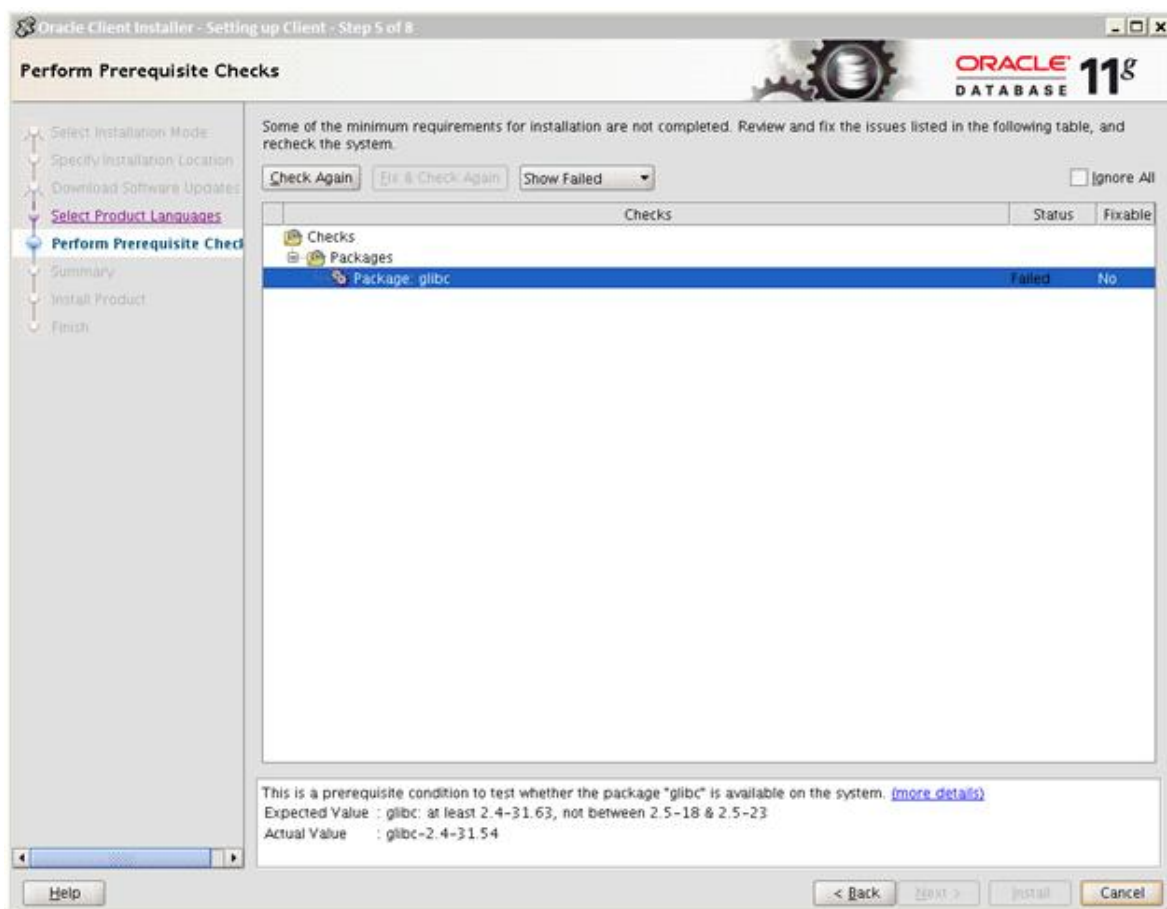 Oracle Client Installer - Setting up Client - Step 5 of 8
Perform Prerequisite Checks
ORACLE
DATABASE
11g
Select Installation Mode
Specify Installation Location
Download Software Updates
Select Product Languages
Perform Prerequisite Chec
Summary
Install Product
Finish
Some of the minimum requirements for installation are not completed. Review and fix the issues listed in the following table, and
recheck the system.
Check Again Fix & Check Again Show Failed Ignore All
Checks Status Fixable
Checks
Packages
Package: glibc Failed No
This is a prerequisite condition to test whether the package "glibc" is available on the system. (more details)
Expected Value : glibc: at least 2.4-31.63, not between 2.5-18 & 2.5-23
Actual Value : glibc-2.4-31.54
Help < Back Next > Install Cancel